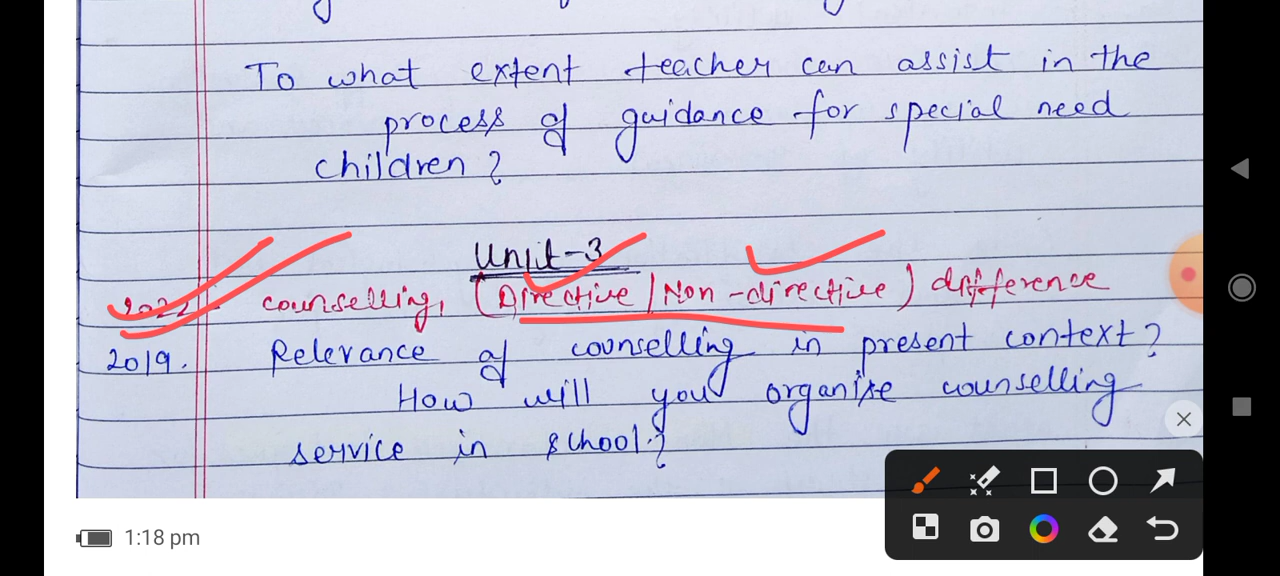 To what extent teacher can assist in the
process of guidance for special need
children?
Unit-3
2022. counselling, (Directive / Non-directive) difference
2019. Relevance of counselling in present context?
How will you organise counselling
service in school?
1:18 pm